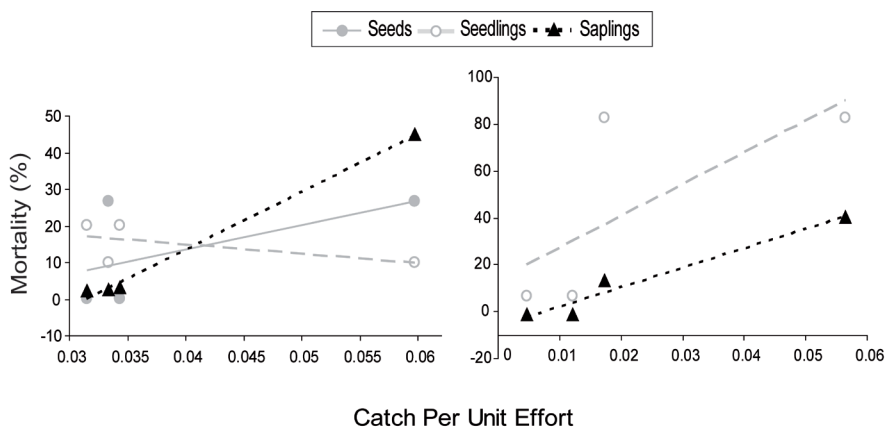 Seeds Seedlings Saplings
Mortality (%)
50
40
30
20
10
0
-10
0.03 0.035 0.04 0.045 0.05 0.055 0.06
100
80
60
40
20
0
-20
0 0.01 0.02 0.03 0.04 0.05 0.06
Catch Per Unit Effort